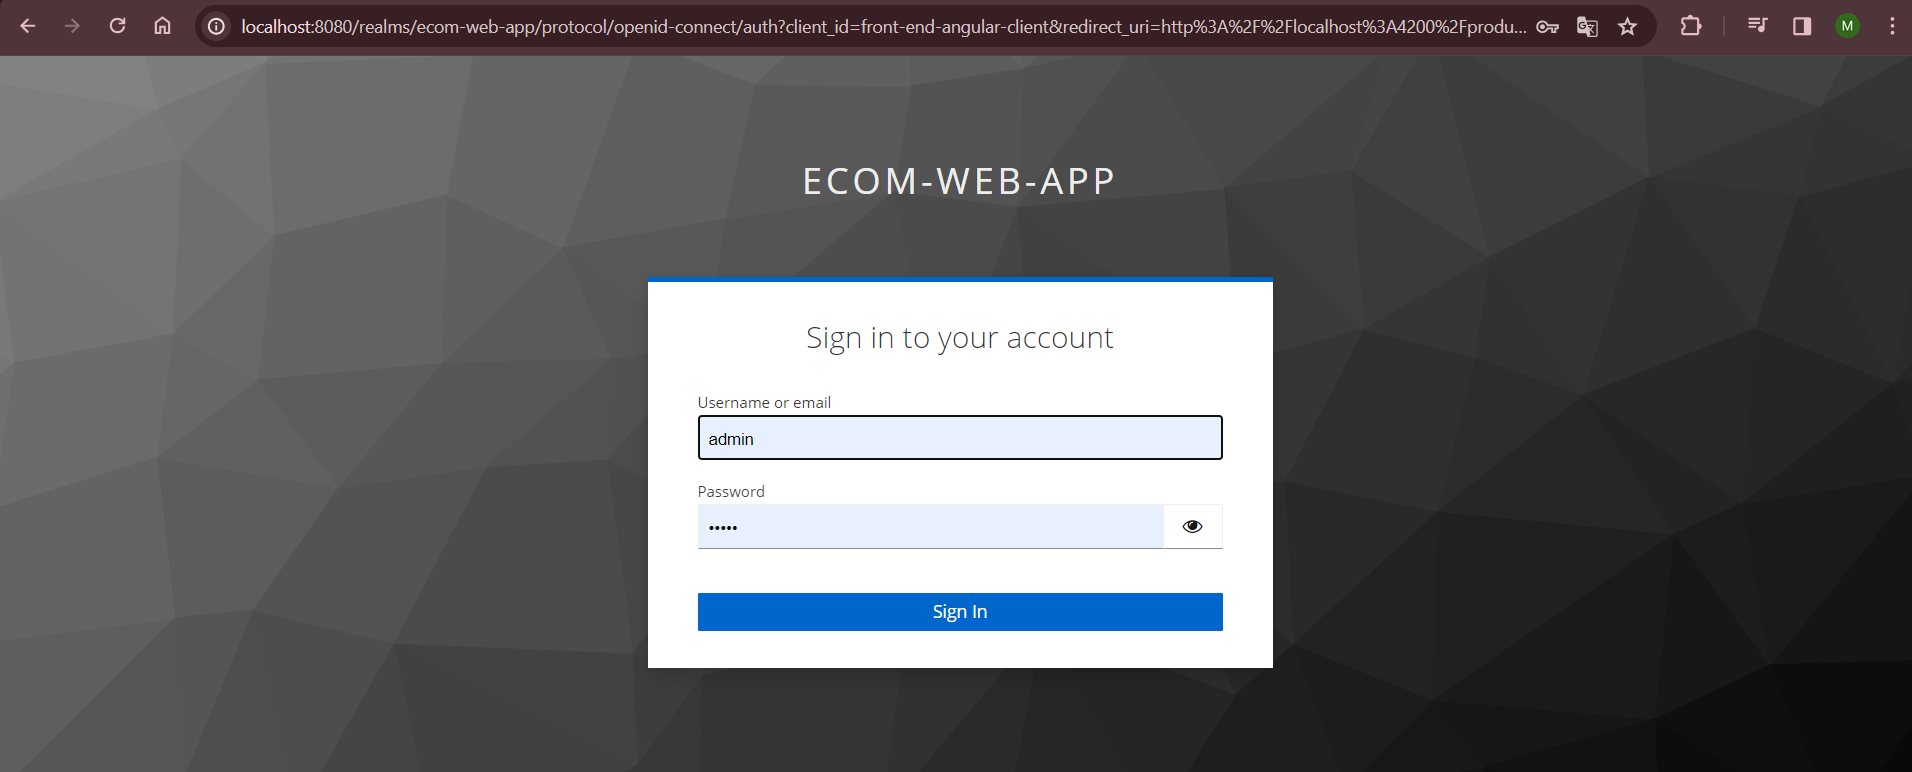 localhost:8080/realms/ecom-web-app/protocol/openid-connect/auth?client_id=front-end-angular-client&redirect_uri=http%3A%2F%2Flocalhost%3A4200%2Fprodu...
M
ECOM-WEB-APP
Sign in to your account
Username or email
admin
Password
•••••
Sign In